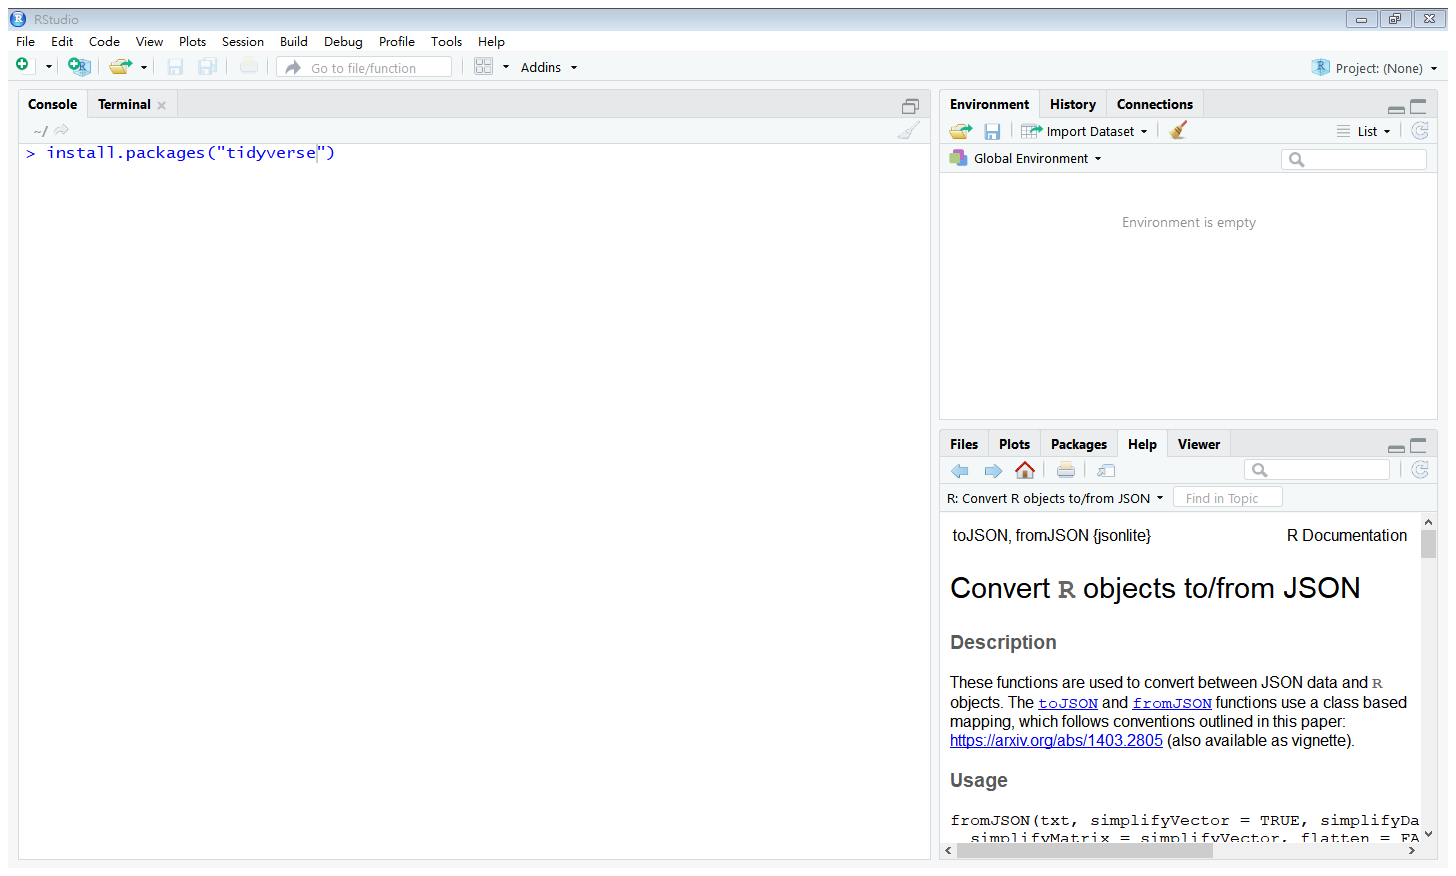 RStudio
File Edit Code View Plots Session Build Debug Profile Tools Help
Go to file/function Addins Project: (None)
Console Terminal
~/
> install.packages("tidyverse")
Environment History Connections
Import Dataset List
Global Environment
Environment is empty
Files Plots Packages Help Viewer
R: Convert R objects to/from JSON Find in Topic
toJSON, fromJSON {jsonlite} R Documentation
Convert R objects to/from JSON
Description
These functions are used to convert between JSON data and R
objects. The toJSON and fromJSON functions use a class based
mapping, which follows conventions outlined in this paper:
https://arxiv.org/abs/1403.2805 (also available as vignette).
Usage
fromJSON(txt, simplifyVector = TRUE, simplifyDa
simplifyMatrix = simplifyVector, flatten = FA